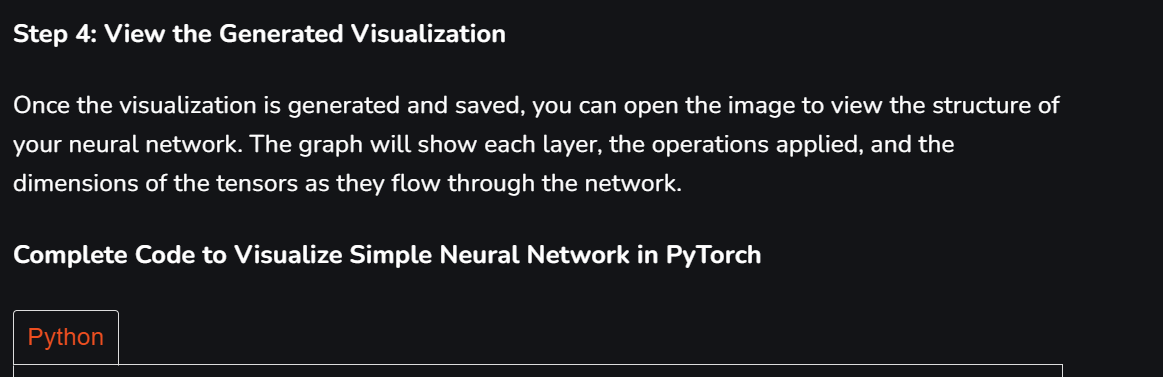 Step 4: View the Generated Visualization
Once the visualization is generated and saved, you can open the image to view the structure of
your neural network. The graph will show each layer, the operations applied, and the
dimensions of the tensors as they flow through the network.
Complete Code to Visualize Simple Neural Network in PyTorch
Python